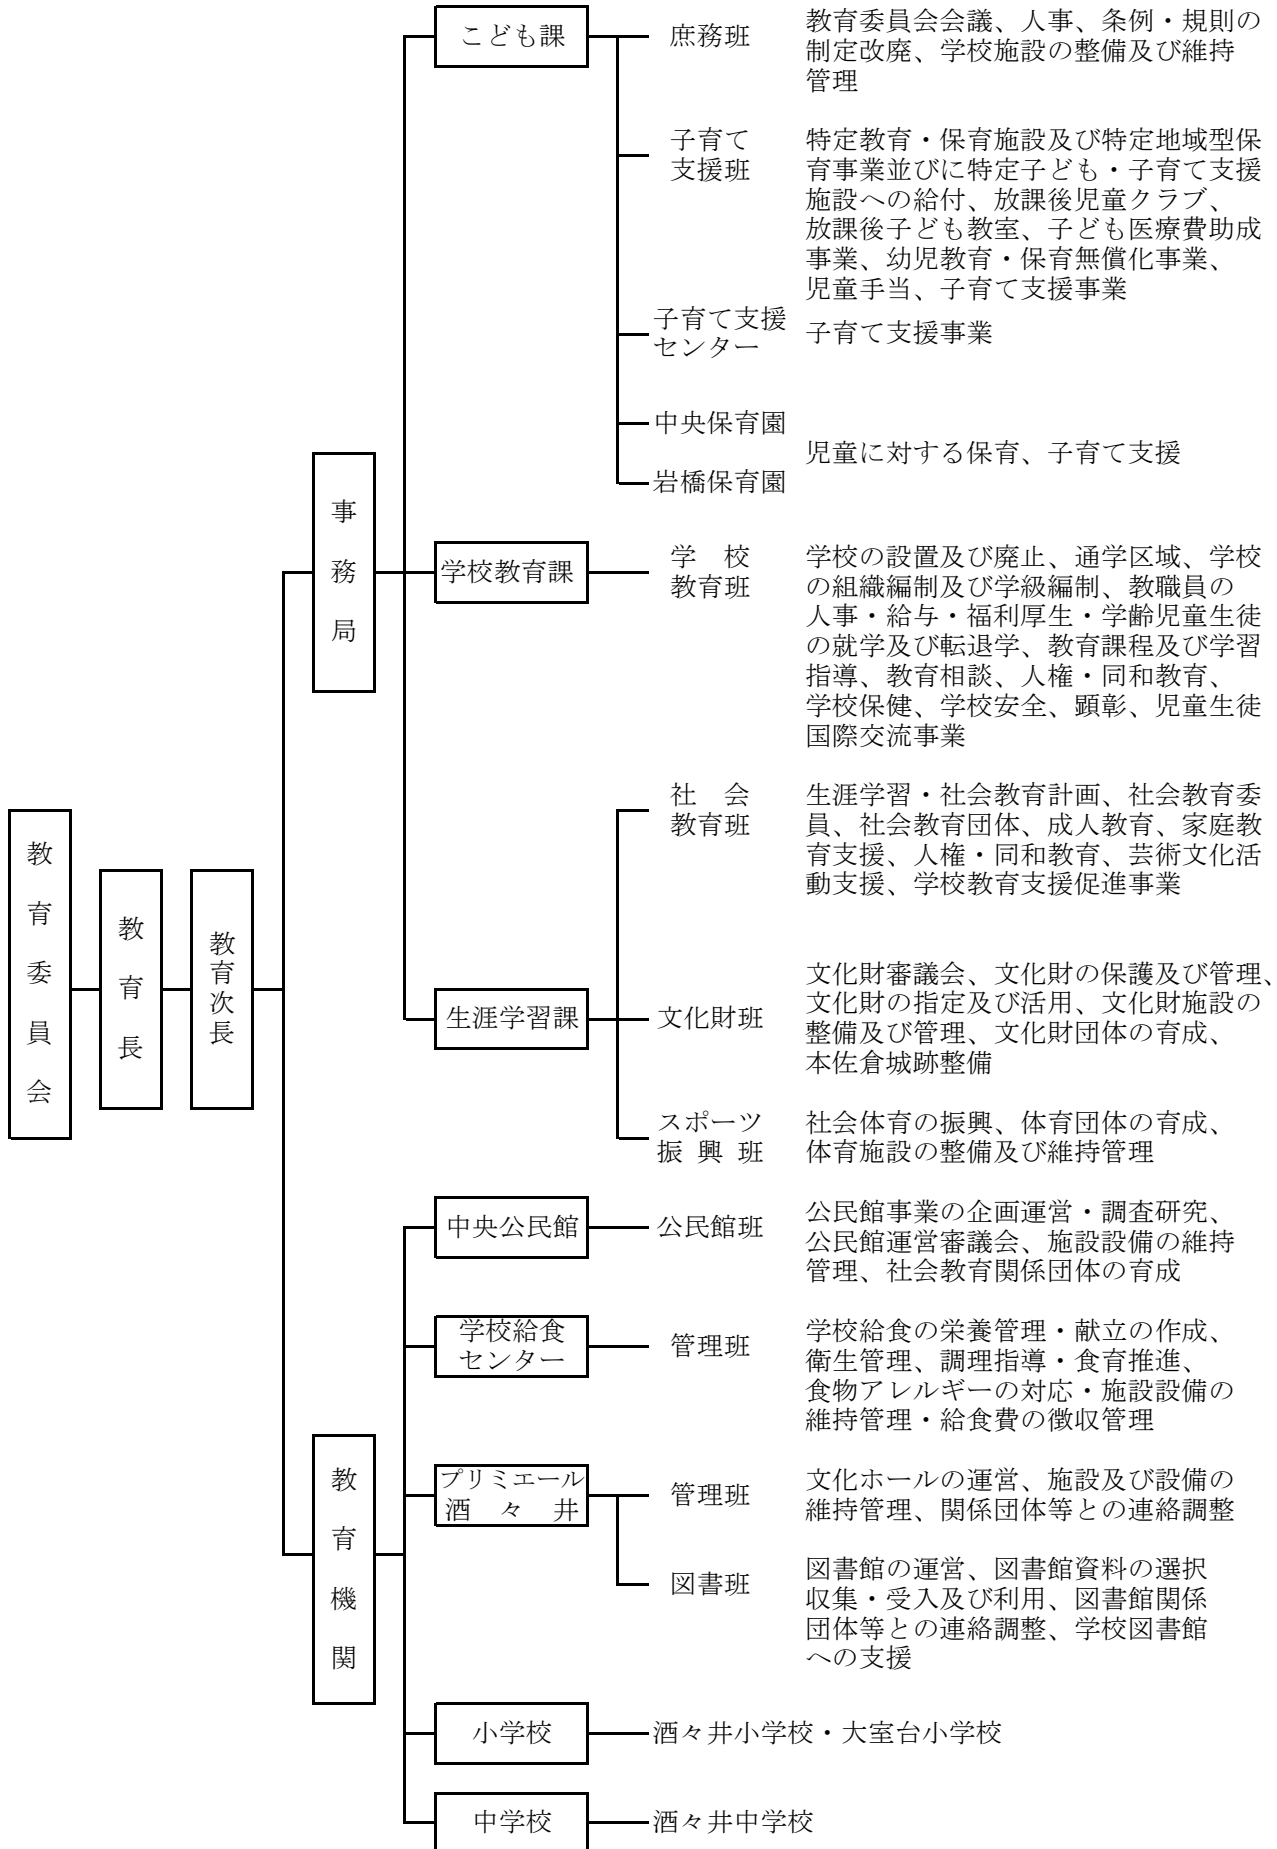 教育委員会
教育長
教育次長
事務局
こども課
庶務班
教育委員会会議、人事、条例・規則の
制定改廃、学校施設の整備及び維持
管理
子育て
支援班
特定教育・保育施設及び特定地域型保
育事業並びに特定子ども・子育て支援
施設への給付、放課後児童クラブ、
放課後子ども教室、子ども医療費助成
事業、幼児教育・保育無償化事業、
児童手当、子育て支援事業
子育て支援
センター
子育て支援事業
中央保育園
岩橋保育園
児童に対する保育、子育て支援
学校教育課
学　校
教育班
学校の設置及び廃止、通学区域、学校
の組織編制及び学級編制、教職員の
人事・給与・福利厚生・学齢児童生徒
の就学及び転退学、教育課程及び学習
指導、教育相談、人権・同和教育、
学校保健、学校安全、顕彰、児童生徒
国際交流事業
生涯学習課
社　会
教育班
生涯学習・社会教育計画、社会教育委
員、社会教育団体、成人教育、家庭教
育支援、人権・同和教育、芸術文化活
動支援、学校教育支援促進事業
文化財班
文化財審議会、文化財の保護及び管理、
文化財の指定及び活用、文化財施設の
整備及び管理、文化財団体の育成、
本佐倉城跡整備
スポーツ
振 興 班
社会体育の振興、体育団体の育成、
体育施設の整備及び維持管理
教育機関
中央公民館
公民館班
公民館事業の企画運営・調査研究、
公民館運営審議会、施設設備の維持
管理、社会教育関係団体の育成
学校給食
センター
管理班
学校給食の栄養管理・献立の作成、
衛生管理、調理指導・食育推進、
食物アレルギーの対応・施設設備の
維持管理・給食費の徴収管理
プリミエール
酒　々　井
管理班
文化ホールの運営、施設及び設備の
維持管理、関係団体等との連絡調整
図書班
図書館の運営、図書館資料の選択
収集・受入及び利用、図書館関係
団体等との連絡調整、学校図書館
への支援
小学校
酒々井小学校・大室台小学校
中学校
酒々井中学校